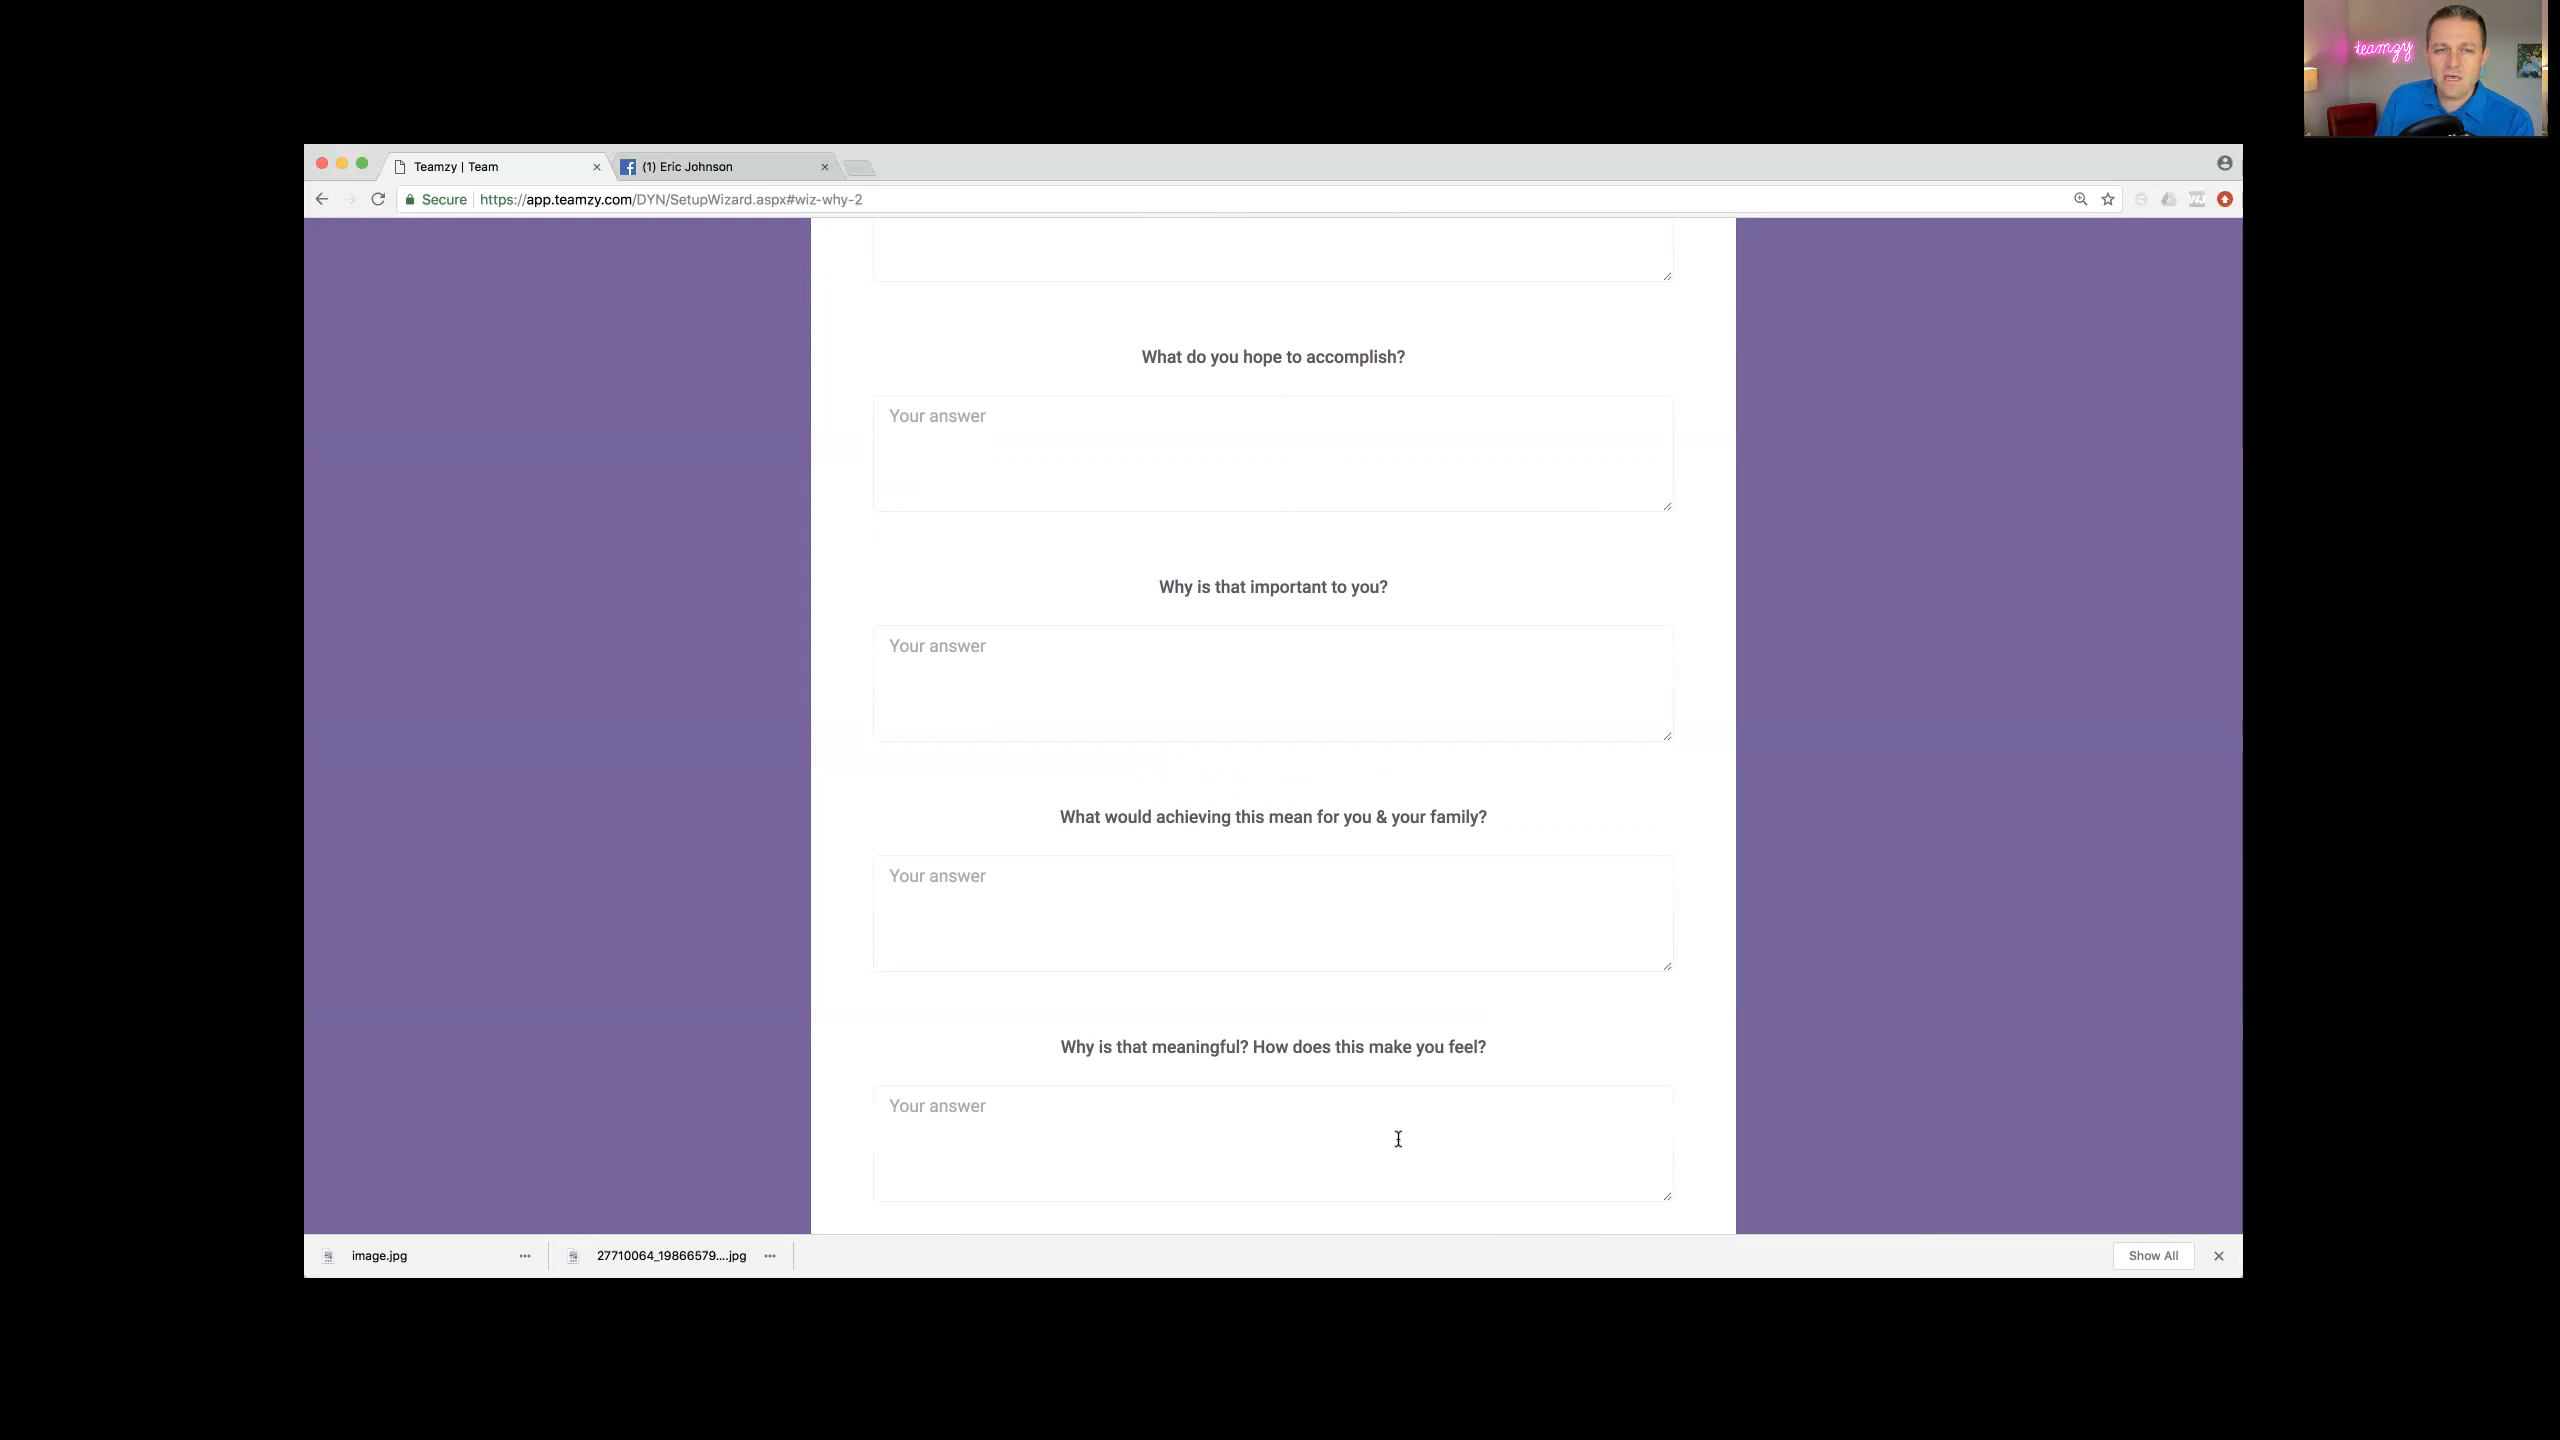 teamzy
Teamzy | Team
(1) Eric Johnson
Secure
https://app.teamzy.com/DYN/SetupWizard.aspx#wiz-why-2
What do you hope to accomplish?
Your answer
Why is that important to you?
Your answer
What would achieving this mean for you & your family?
Your answer
Why is that meaningful? How does this make you feel?
Your answer
image.jpg
27710064_19866579....jpg
Show All